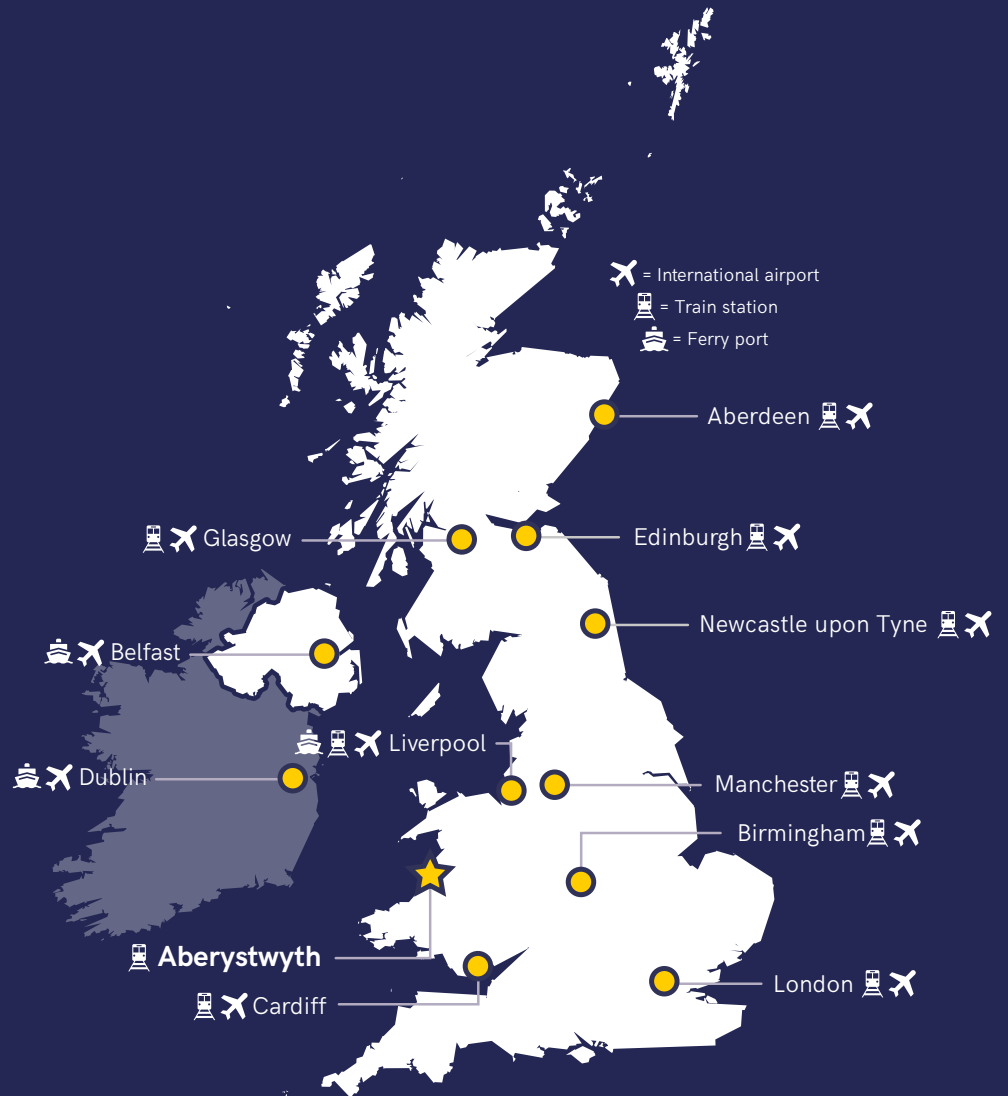 = International airport
= Train station
= Ferry port
Aberdeen
Glasgow
Edinburgh
Newcastle upon Tyne
Belfast
Liverpool
Dublin
Manchester
Birmingham
Aberystwyth
London
Cardiff